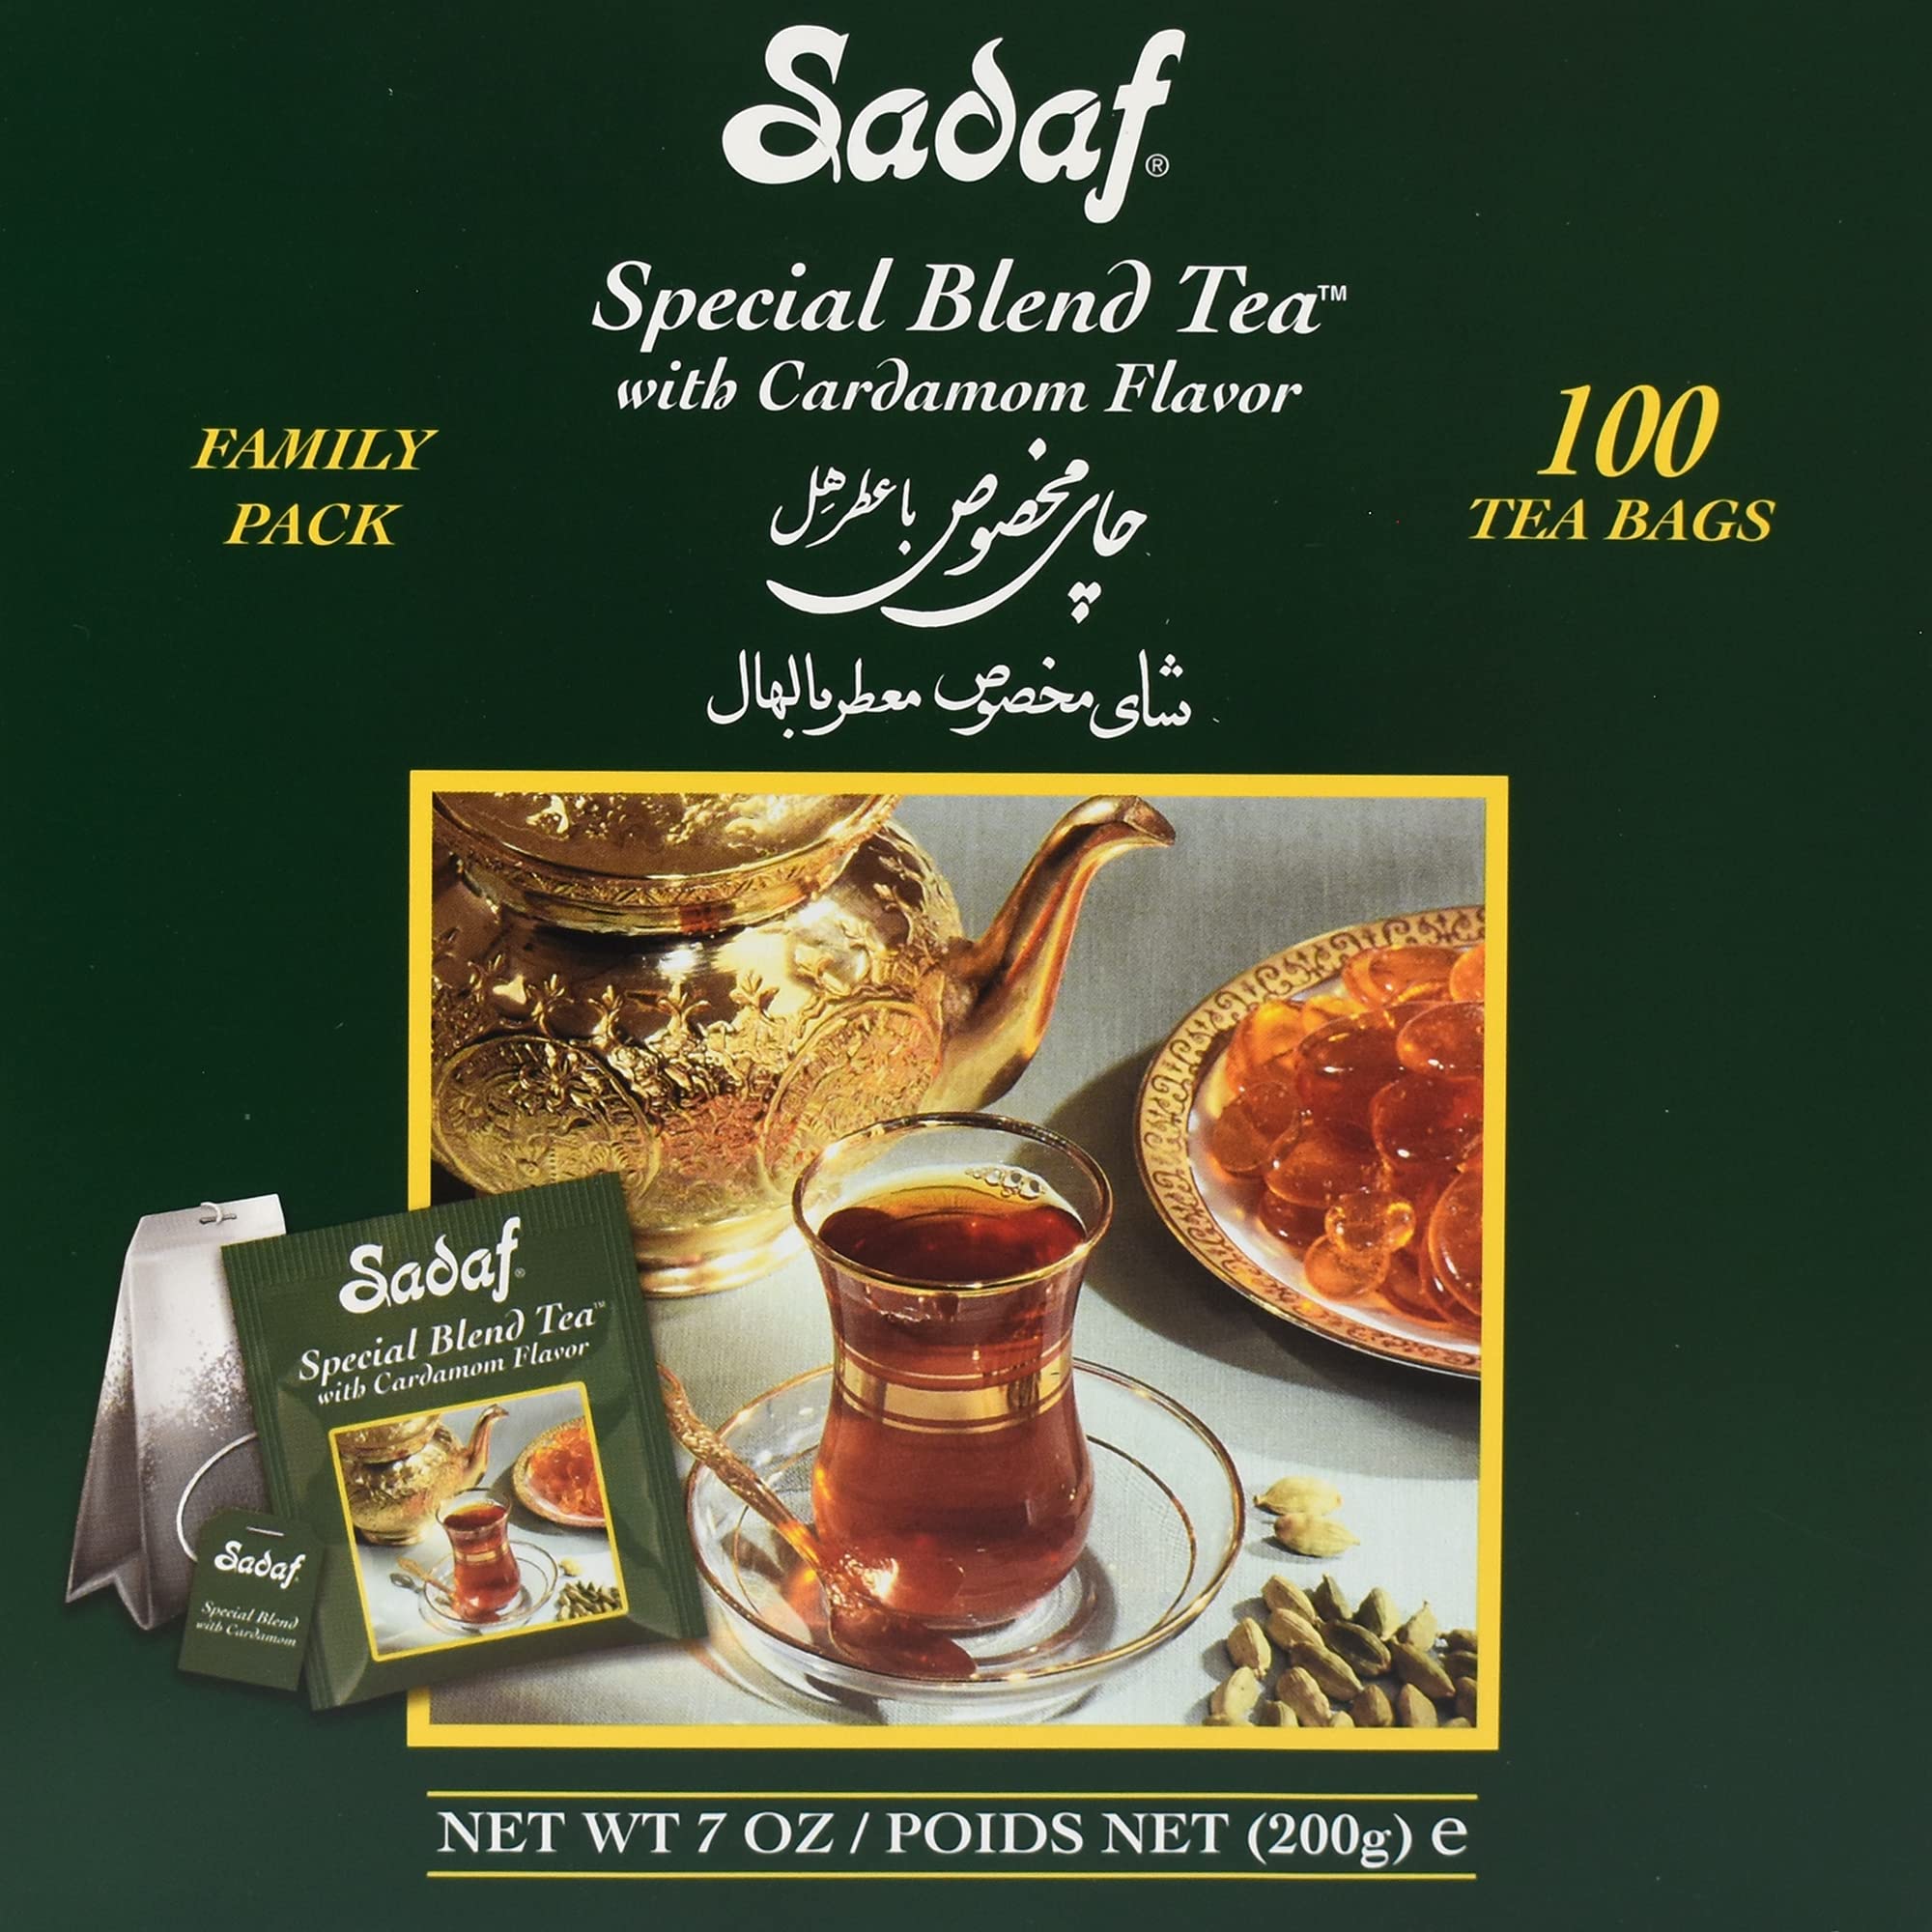 Sadaf®
Special Blend Tea™
with Cardamom Flavor
FAMILY
PACK
100
TEA BAGS
چای مخصوص با عطر هِل
شای مخصوص معطر بالهال
Sadaf®
Special Blend Tea™
with Cardamom Flavor
Sadaf
Special Blend
with Cardamom
NET WT 7 OZ / POIDS NET (200g) e